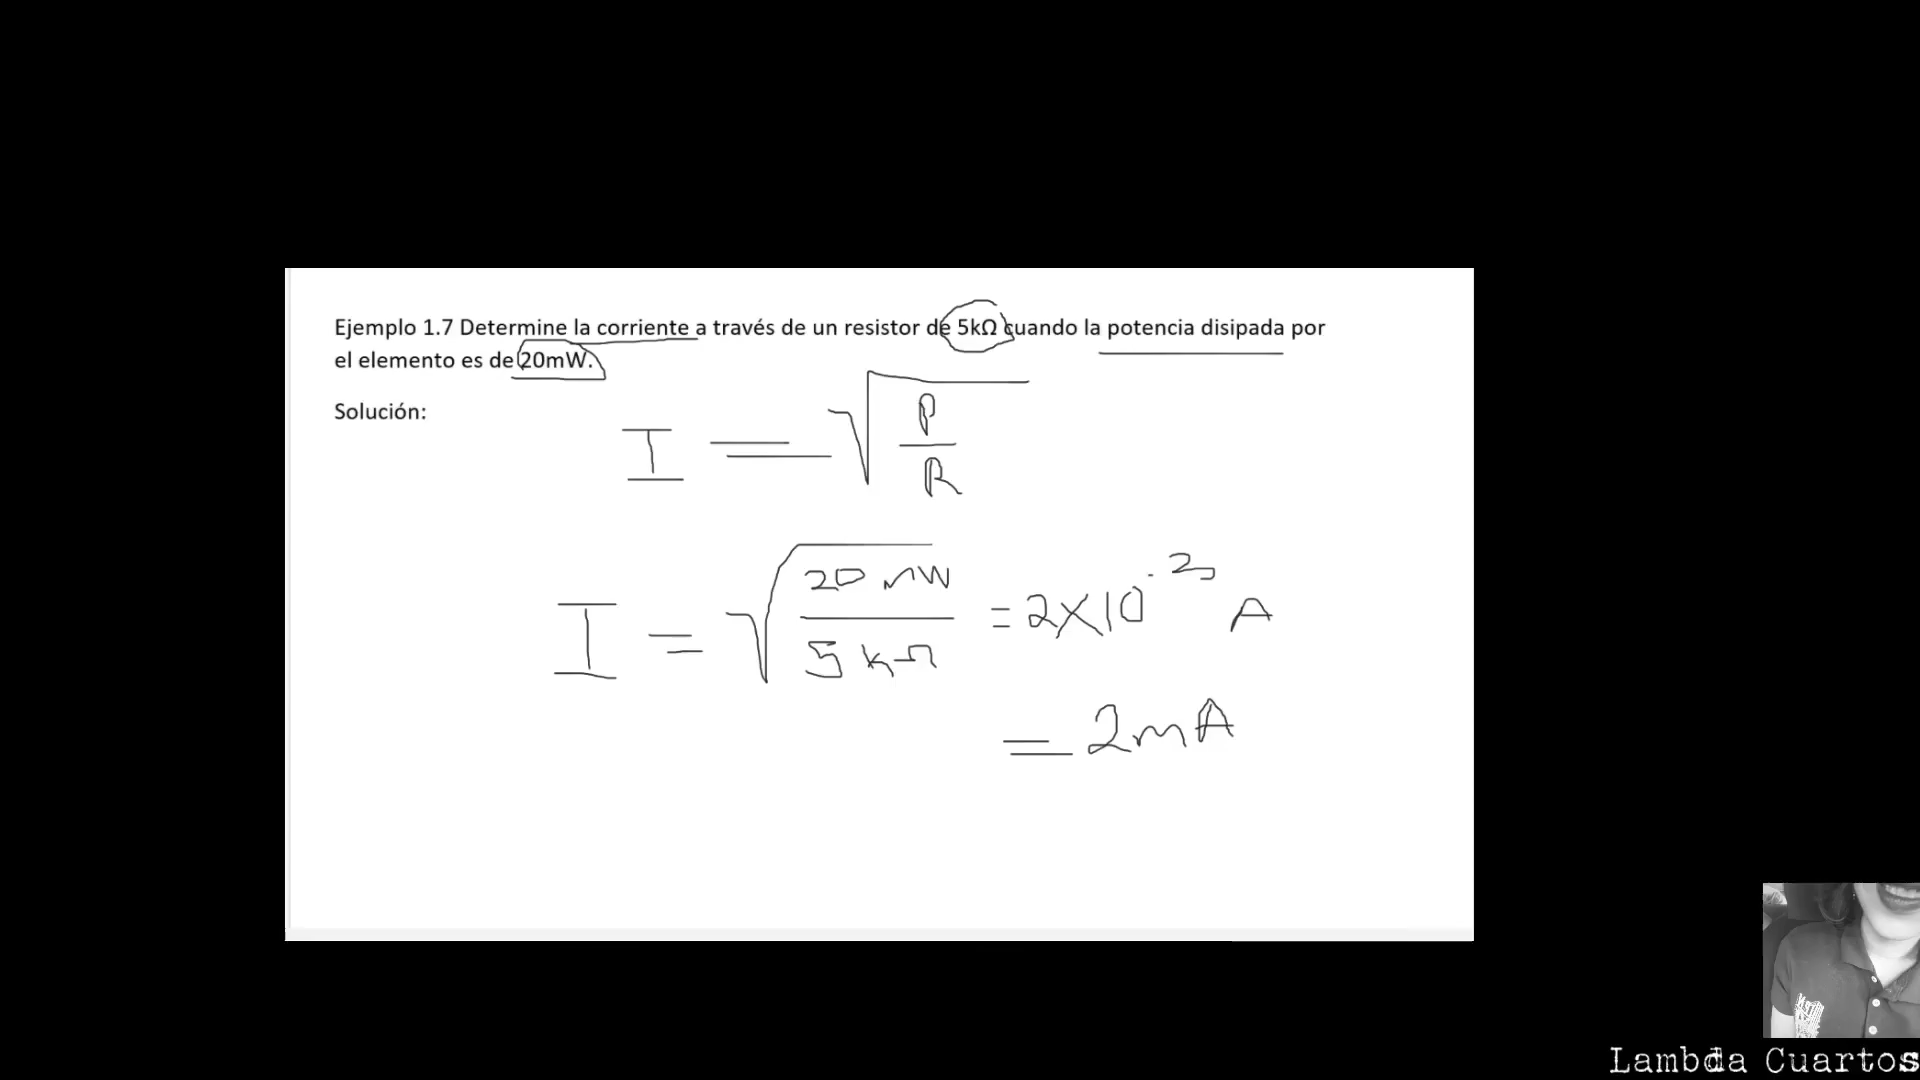 Ejemplo 1.7 Determine la corriente a través de un resistor de 5kΩ cuando la potencia disipada por
el elemento es de 20mW.
Solución:
I = √ P/R
I = √ 20 mW / 5 kΩ = 2X10 A
= 2mA
Lambda Cuartos